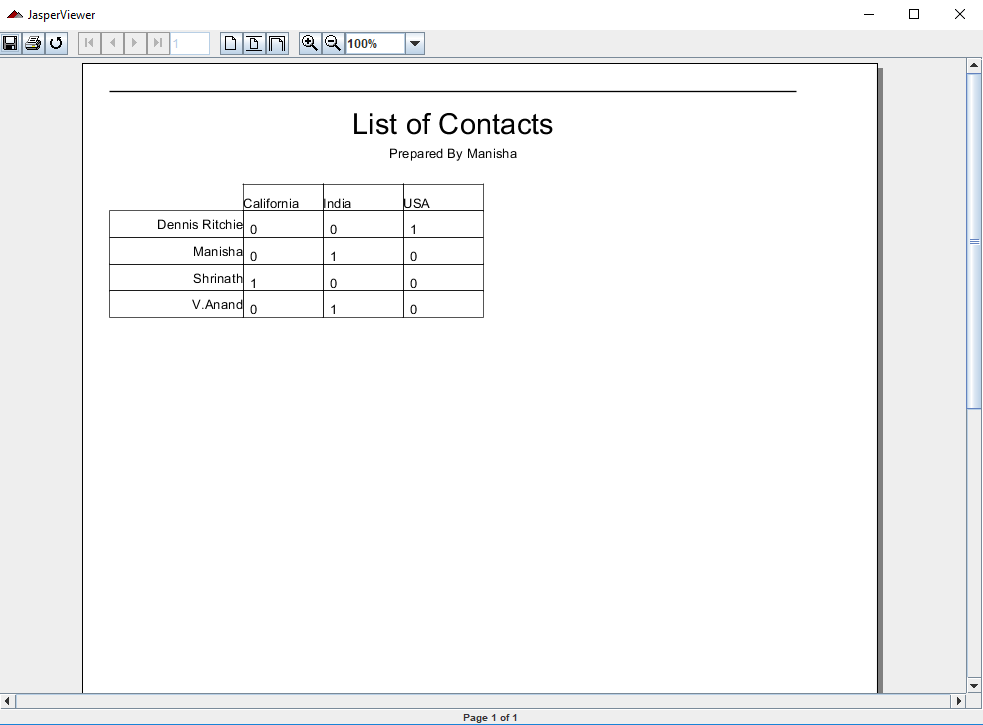 JasperViewer
1
100%
List of Contacts
Prepared By Manisha
California India USA
Dennis Ritchie 0 0 1
Manisha 0 1 0
Shrinath 1 0 0
V.Anand 0 1 0
Page 1 of 1